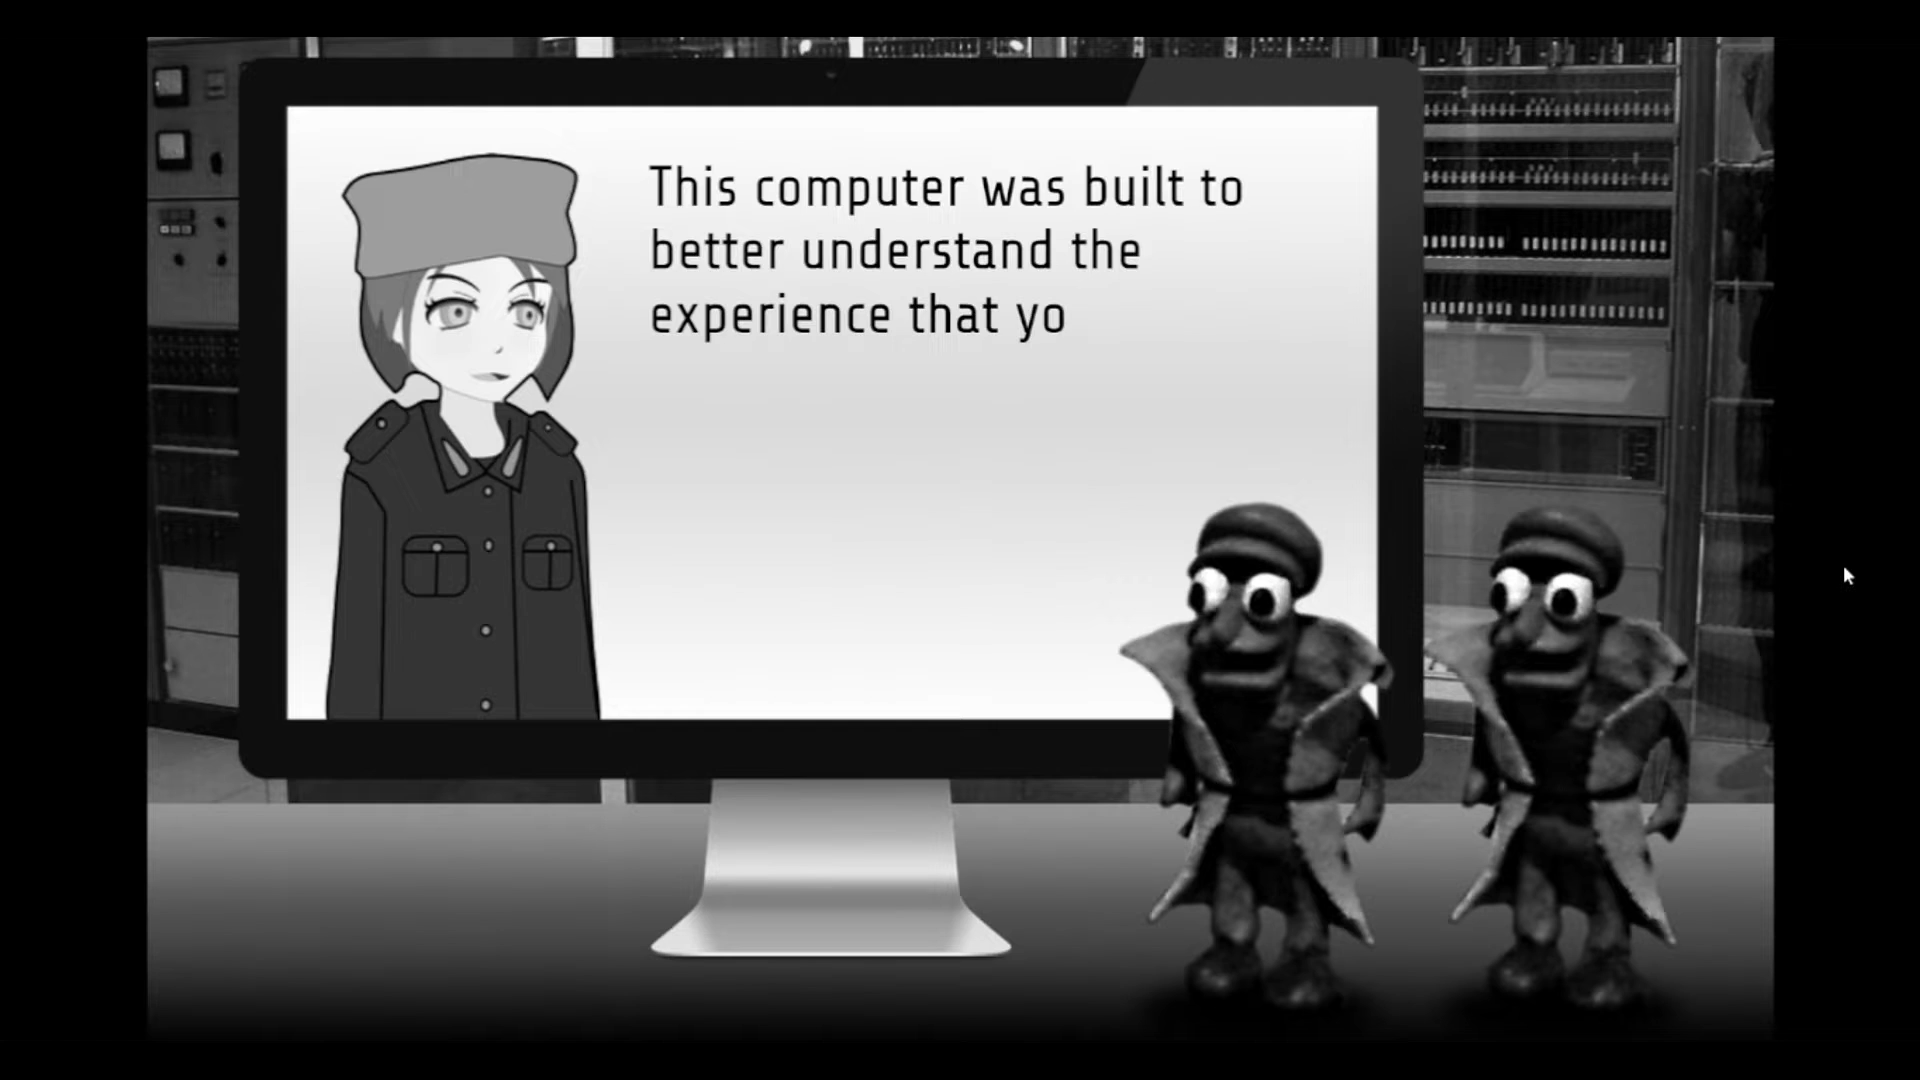 This computer was built to
better understand the
experience that yo